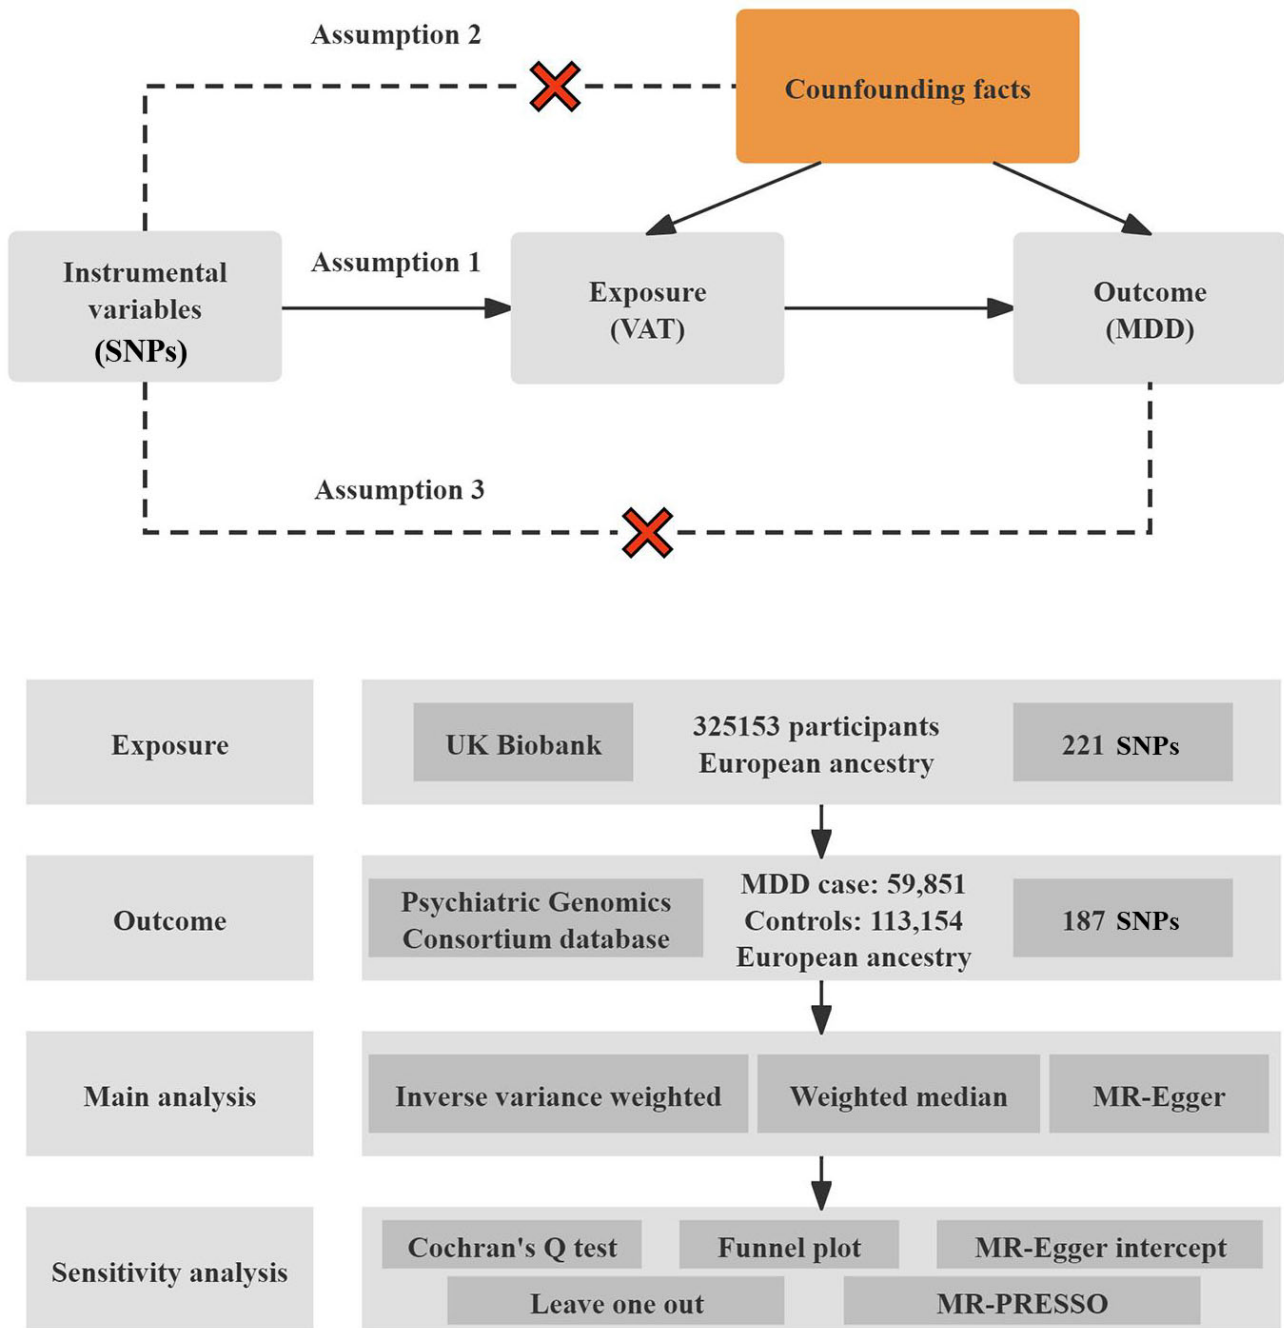 Assumption 2
Counfounding facts
Instrumental
variables
(SNPs)
Assumption 1
Exposure
(VAT)
Outcome
(MDD)
Assumption 3
Exposure
UK Biobank
325153 participants
European ancestry
221 SNPs
Outcome
Psychiatric Genomics
Consortium database
MDD case: 59,851
Controls: 113,154
European ancestry
187 SNPs
Main analysis
Inverse variance weighted
Weighted median
MR-Egger
Sensitivity analysis
Cochran's Q test
Funnel plot
MR-Egger intercept
Leave one out
MR-PRESSO